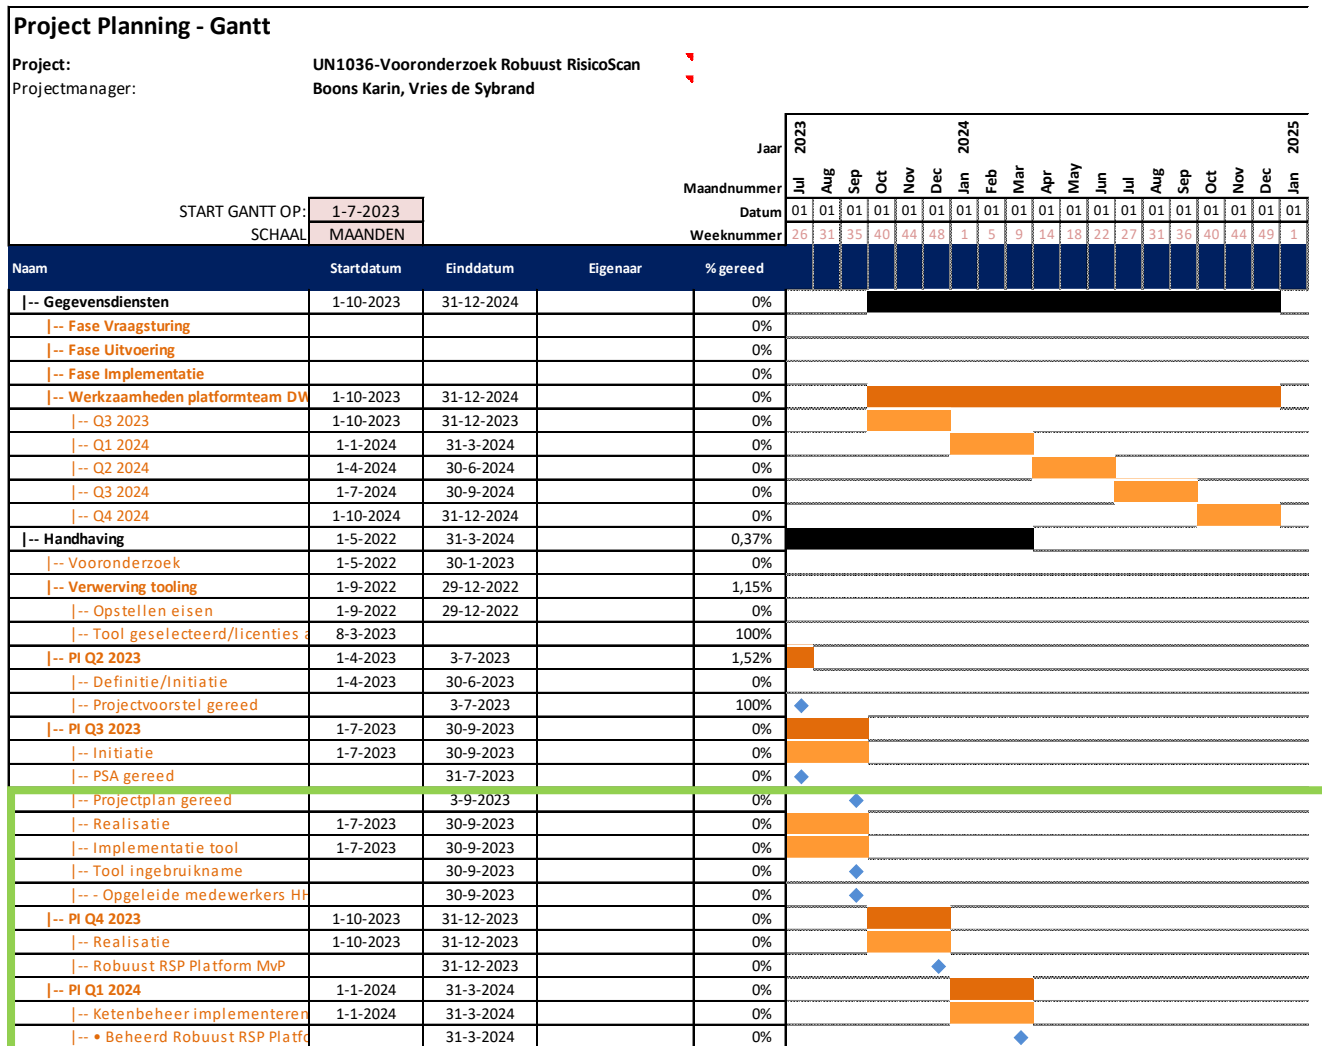 Project Planning - Gantt
Project: UN1036-Vooronderzoek Robuust RisicoScan
Projectmanager: Boons Karin, Vries de Sybrand
Jaar 2023 2024 2025
Maandnummer Jul Aug Sep Oct Nov Dec Jan Feb Mar Apr May Jun Jul Aug Sep Oct Nov Dec Jan
START GANTT OP: 1-7-2023 Datum 01 01 01 01 01 01 01 01 01 01 01 01 01 01 01 01 01 01 01
SCHAAL MAANDEN Weeknummer 26 31 35 40 44 48 1 5 9 14 18 22 27 31 36 40 44 49 1
Naam Startdatum Einddatum Eigenaar % gereed
|-- Gegevensdiensten 1-10-2023 31-12-2024 0%
|-- Fase Vraagsturing 0%
|-- Fase Uitvoering 0%
|-- Fase Implementatie 0%
|-- Werkzaamheden platformteam DW 1-10-2023 31-12-2024 0%
|-- Q3 2023 1-10-2023 31-12-2023 0%
|-- Q1 2024 1-1-2024 31-3-2024 0%
|-- Q2 2024 1-4-2024 30-6-2024 0%
|-- Q3 2024 1-7-2024 30-9-2024 0%
|-- Q4 2024 1-10-2024 31-12-2024 0%
|-- Handhaving 1-5-2022 31-3-2024 0,37%
|-- Vooronderzoek 1-5-2022 30-1-2023 0%
|-- Verwerving tooling 1-9-2022 29-12-2022 1,15%
|-- Opstellen eisen 1-9-2022 29-12-2022 0%
|-- Tool geselecteerd/licenties a 8-3-2023 100%
|-- PI Q2 2023 1-4-2023 3-7-2023 1,52%
|-- Definitie/Initiatie 1-4-2023 30-6-2023 0%
|-- Projectvoorstel gereed 3-7-2023 100%
|-- PI Q3 2023 1-7-2023 30-9-2023 0%
|-- Initiatie 1-7-2023 30-9-2023 0%
|-- PSA gereed 31-7-2023 0%
|-- Projectplan gereed 3-9-2023 0%
|-- Realisatie 1-7-2023 30-9-2023 0%
|-- Implementatie tool 1-7-2023 30-9-2023 0%
|-- Tool ingebruikname 30-9-2023 0%
|-- - Opgeleide medewerkers HH 30-9-2023 0%
|-- PI Q4 2023 1-10-2023 31-12-2023 0%
|-- Realisatie 1-10-2023 31-12-2023 0%
|-- Robuust RSP Platform MvP 31-12-2023 0%
|-- PI Q1 2024 1-1-2024 31-3-2024 0%
|-- Ketenbeheer implementeren 1-1-2024 31-3-2024 0%
|-- • Beheerd Robuust RSP Platfo 31-3-2024 0%